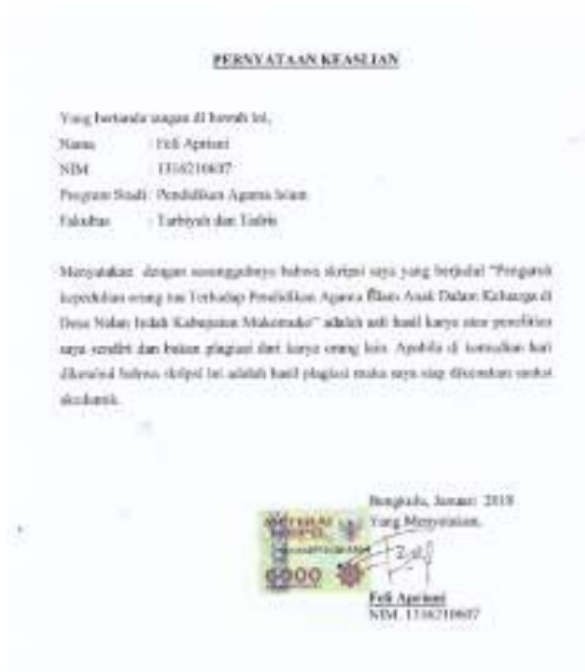 PERNYATAAN KEASLIAN
Yang bertanda tangan di bawah ini,
Nama : Feli Apriani
NIM : 1316210607
Program Studi : Pendidikan Agama Islam
Fakultas : Tarbiyah dan Tadris
Menyatakan dengan sesungguhnya bahwa skripsi saya yang berjudul "Pengaruh
kepedulian orang tua Terhadap Pendidikan Agama Islam Anak Dalam Keluarga di
Desa Nalan Indah Kabupaten Mukomuko" adalah asli hasil karya atau penelitian
saya sendiri dan bukan plagiasi dari karya orang lain. Apabila di kemudian hari
diketahui bahwa skripsi ini adalah hasil plagiasi maka saya siap dikenakan sanksi
akademik.
Bengkulu, Januari 2018
Yang Menyatakan,
METERAI
TEMPEL
6000
Feli Apriani
NIM. 1316210607